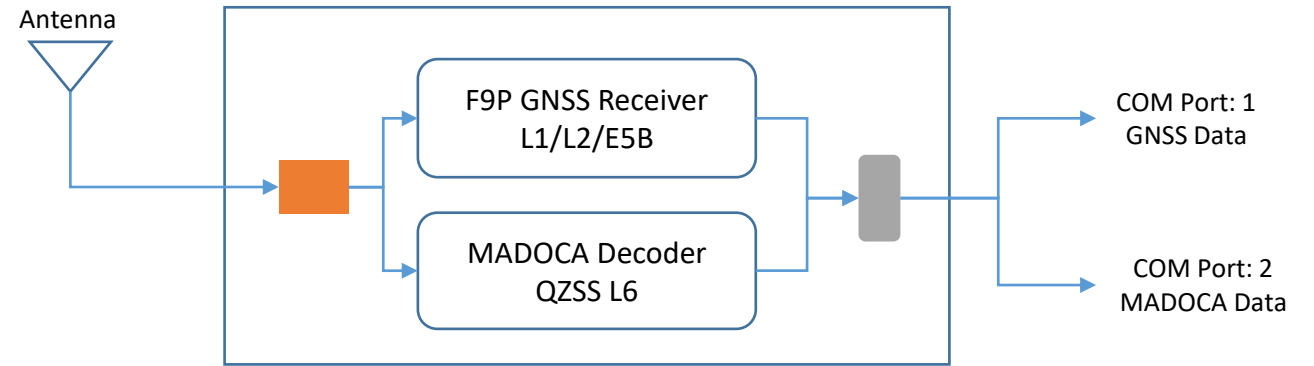 Antenna
F9P GNSS Receiver
L1/L2/E5B
MADOCA Decoder
QZSS L6
COM Port: 1
GNSS Data
COM Port: 2
MADOCA Data